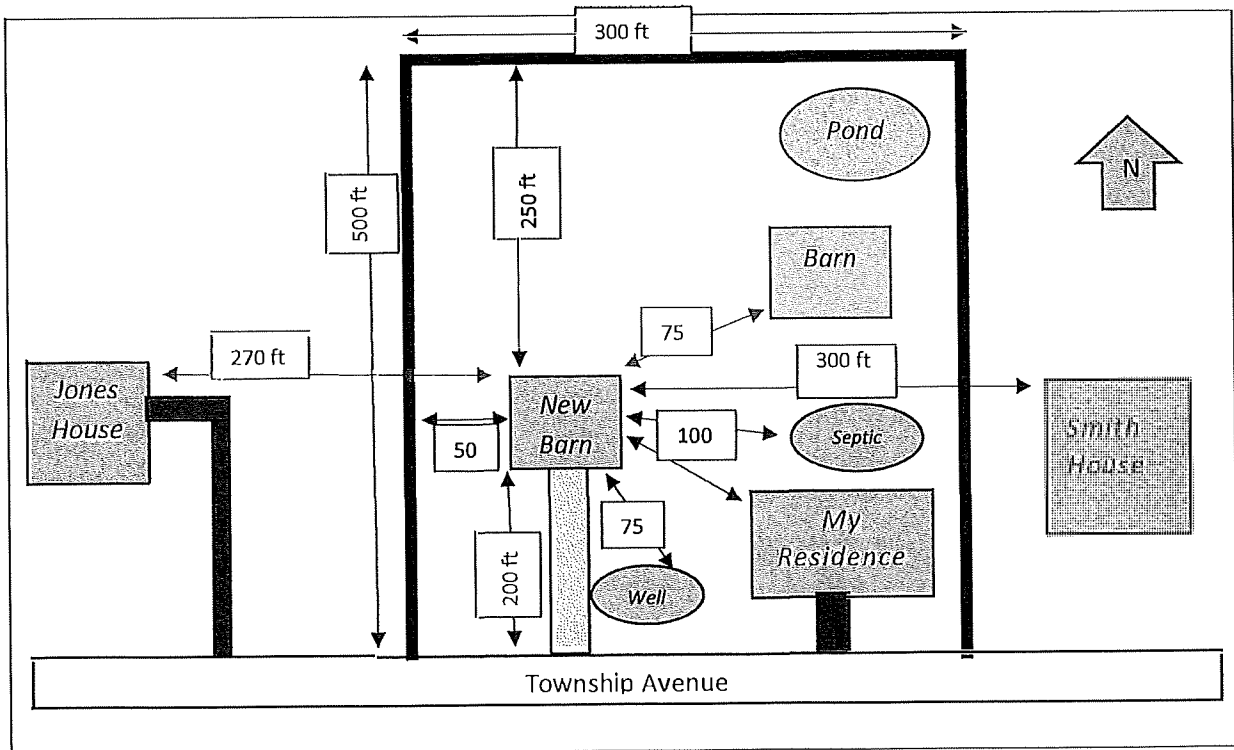 300 ft
Pond
N
250 ft
500 ft
Barn
75
270 ft
300 ft
Jones
House
New
Barn
50
100
Septic
Smith
House
My
Residence
75
200 ft
Well
Township Avenue